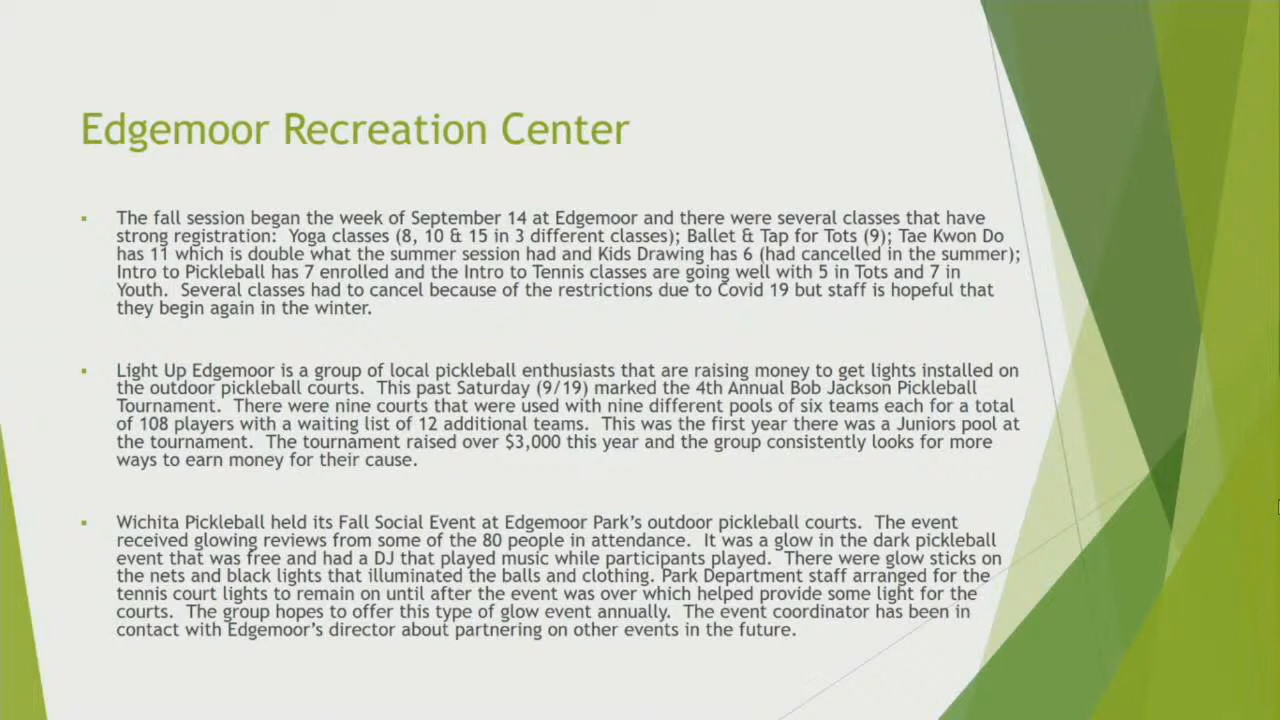 Edgemoor Recreation Center
▪ The fall session began the week of September 14 at Edgemoor and there were several classes that have
strong registration:  Yoga classes (8, 10 & 15 in 3 different classes); Ballet & Tap for Tots (9); Tae Kwon Do
has 11 which is double what the summer session had and Kids Drawing has 6 (had cancelled in the summer);
Intro to Pickleball has 7 enrolled and the Intro to Tennis classes are going well with 5 in Tots and 7 in
Youth.  Several classes had to cancel because of the restrictions due to Covid 19 but staff is hopeful that
they begin again in the winter.
▪ Light Up Edgemoor is a group of local pickleball enthusiasts that are raising money to get lights installed on
the outdoor pickleball courts.  This past Saturday (9/19) marked the 4th Annual Bob Jackson Pickleball
Tournament.  There were nine courts that were used with nine different pools of six teams each for a total
of 108 players with a waiting list of 12 additional teams.  This was the first year there was a Juniors pool at
the tournament.  The tournament raised over $3,000 this year and the group consistently looks for more
ways to earn money for their cause.
▪ Wichita Pickleball held its Fall Social Event at Edgemoor Park's outdoor pickleball courts.  The event
received glowing reviews from some of the 80 people in attendance.  It was a glow in the dark pickleball
event that was free and had a DJ that played music while participants played.  There were glow sticks on
the nets and black lights that illuminated the balls and clothing. Park Department staff arranged for the
tennis court lights to remain on until after the event was over which helped provide some light for the
courts.  The group hopes to offer this type of glow event annually.  The event coordinator has been in
contact with Edgemoor's director about partnering on other events in the future.